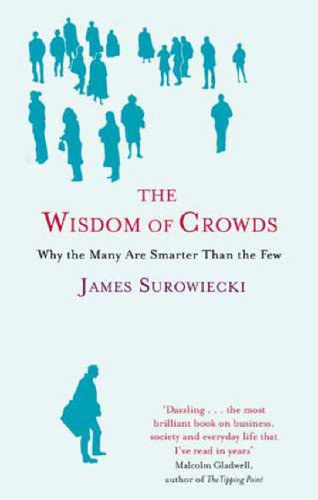 THE
WISDOM OF CROWDS
Why the Many Are Smarter Than the Few
JAMES SUROWIECKI
'Dazzling . . . the most
brilliant book on business,
society and everyday life that
I've read in years'
Malcolm Gladwell,
author of The Tipping Point